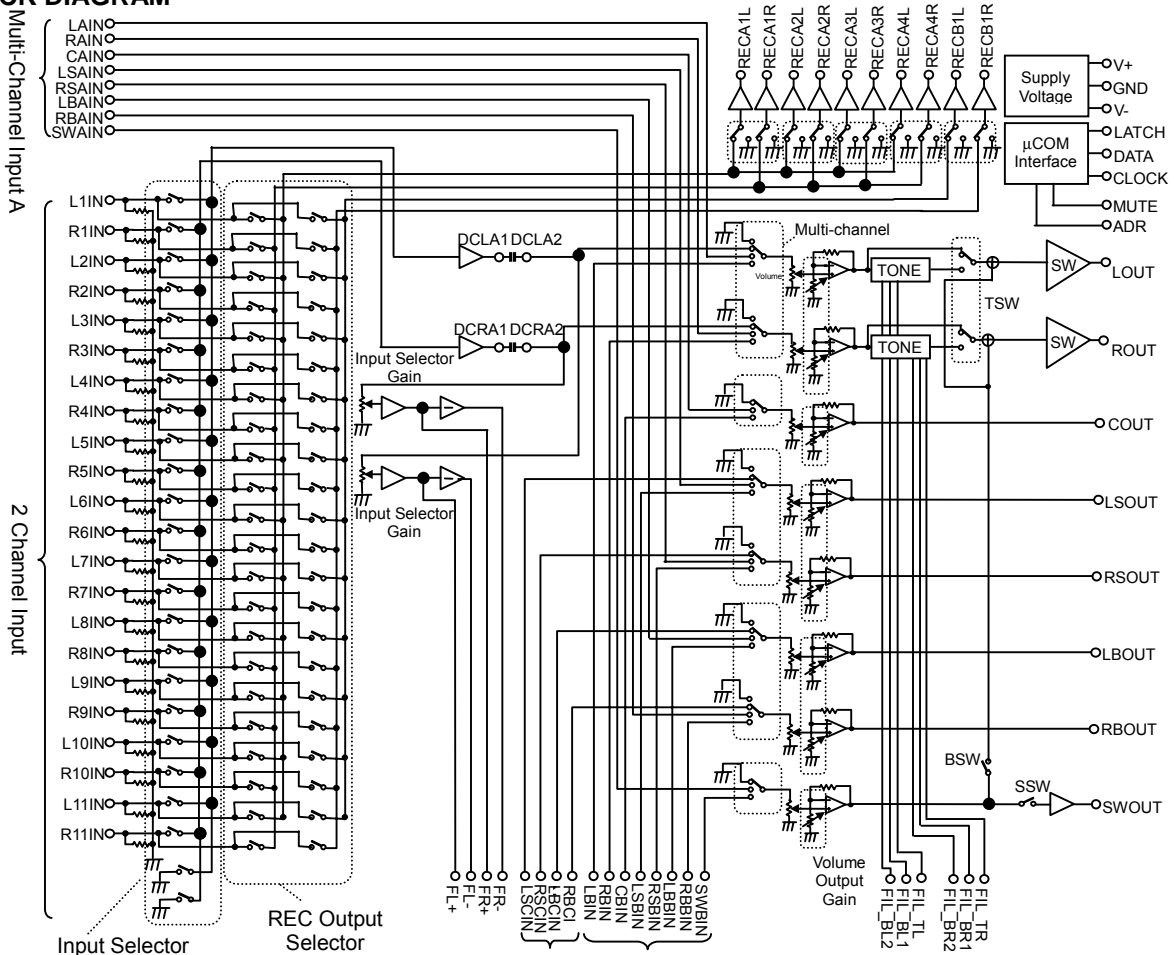 CK DIAGRAM
Multi-Channel Input A
LAIN
RAIN
CAIN
LSAIN
RSAIN
LBAIN
RBAIN
SWAIN
RECA1L
RECA1R
RECA2L
RECA2R
RECA3L
RECA3R
RECA4L
RECA4R
RECB1L
RECB1R
Supply
Voltage
V+
GND
V-
µCOM
Interface
LATCH
DATA
CLOCK
MUTE
ADR
2 Channel Input
L1IN
R1IN
L2IN
R2IN
L3IN
R3IN
L4IN
R4IN
L5IN
R5IN
L6IN
R6IN
L7IN
R7IN
L8IN
R8IN
L9IN
R9IN
L10IN
R10IN
L11IN
R11IN
DCLA1 DCLA2
DCRA1 DCRA2
Input Selector
Gain
Input Selector
Gain
Multi-channel
Volume
TONE
TONE
TSW
SW
LOUT
SW
ROUT
COUT
LSOUT
RSOUT
LBOUT
RBOUT
BSW
SSW
SWOUT
Volume
Output
Gain
Input Selector
REC Output
Selector
FL+
FL-
FR+
FR-
LSCIN
RSCIN
LBCIN
RBCI
LBIN
RBIN
CBIN
LSBIN
RSBIN
LBBIN
RBBIN
SWBIN
FIL_BL2
FIL_BL1
FIL_TL
FIL_BR2
FIL_BR1
FIL_TR